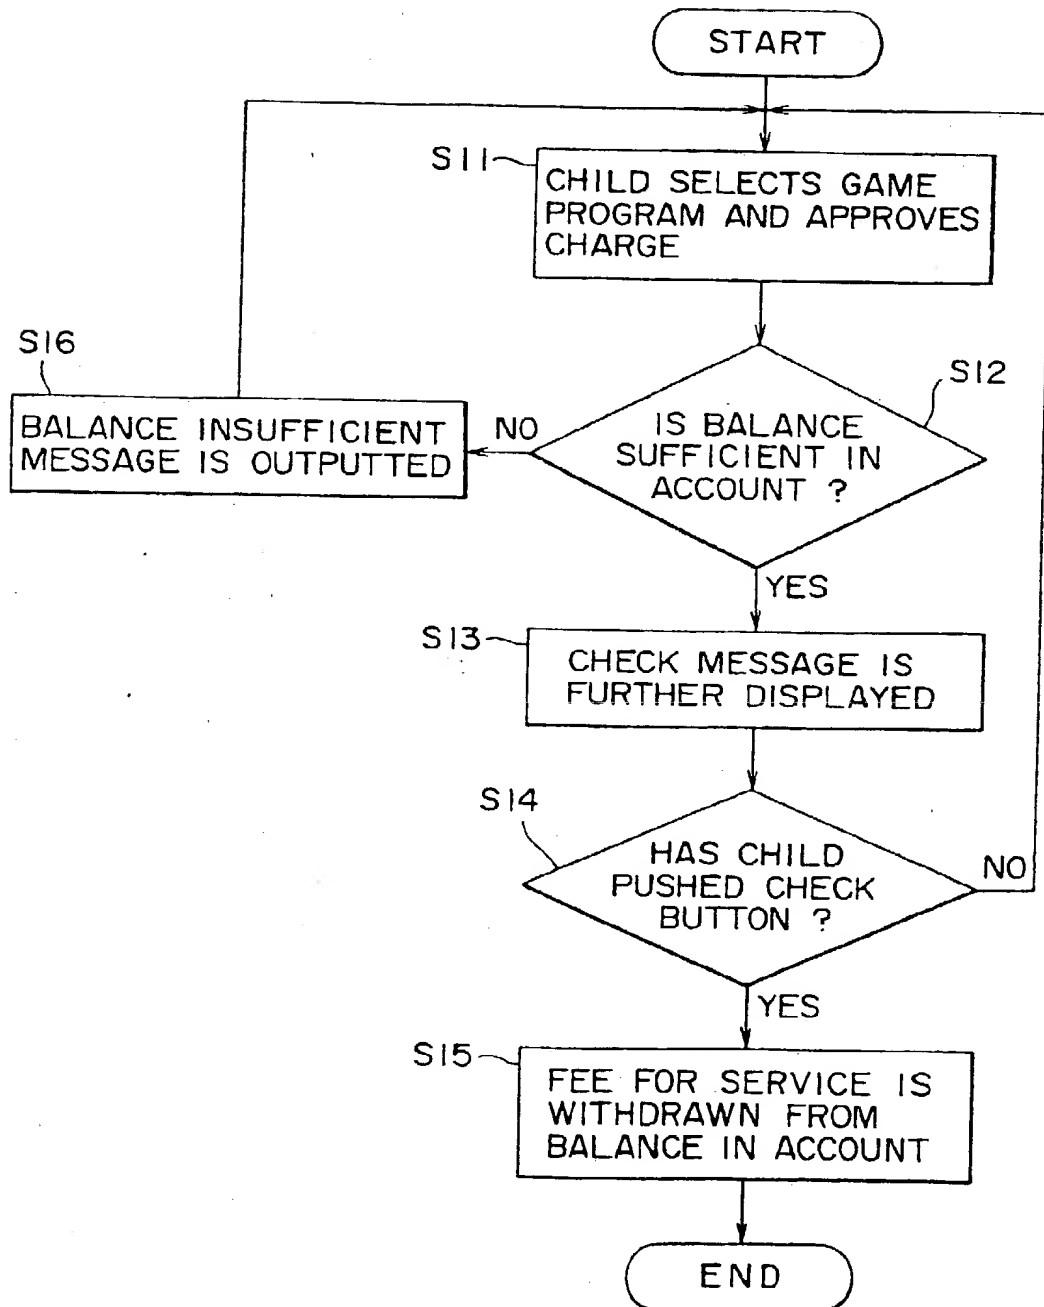 START
S11
CHILD SELECTS GAME
PROGRAM AND APPROVES
CHARGE
S16
S12
BALANCE INSUFFICIENT
MESSAGE IS OUTPUTTED
NO
IS BALANCE
SUFFICIENT IN
ACCOUNT ?
YES
S13
CHECK MESSAGE IS
FURTHER DISPLAYED
S14
HAS CHILD
PUSHED CHECK
BUTTON ?
NO
YES
S15
FEE FOR SERVICE IS
WITHDRAWN FROM
BALANCE IN ACCOUNT
END